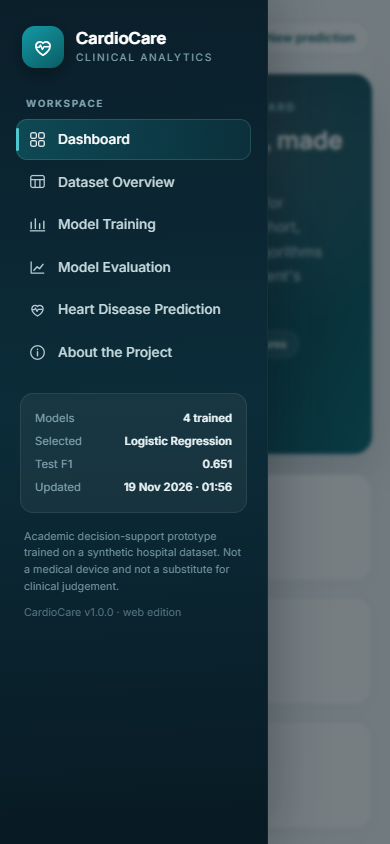 CardioCare
CLINICAL ANALYTICS
New prediction
WORKSPACE
Dashboard
, made
Dataset Overview
Model Training
Model Evaluation
Heart Disease Prediction
About the Project
Models 4 trained
Selected Logistic Regression
Test F1 0.651
Updated 19 Nov 2026 · 01:56
Academic decision-support prototype
trained on a synthetic hospital dataset. Not
a medical device and not a substitute for
clinical judgement.
CardioCare v1.0.0 · web edition